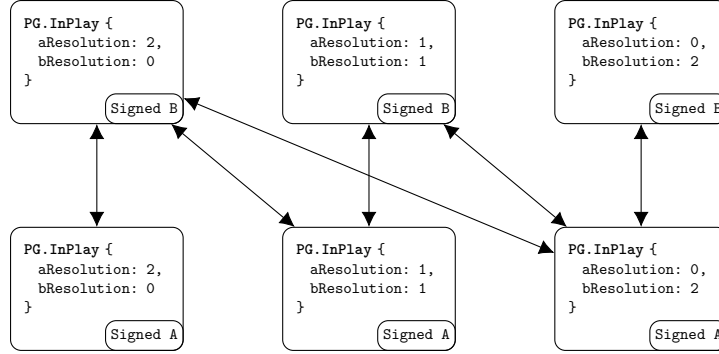 PG.InPlay {
aResolution: 2,
bResolution: 0
}
Signed B
PG.InPlay {
aResolution: 1,
bResolution: 1
}
Signed B
PG.InPlay {
aResolution: 0,
bResolution: 2
}
Signed B
PG.InPlay {
aResolution: 2,
bResolution: 0
}
Signed A
PG.InPlay {
aResolution: 1,
bResolution: 1
}
Signed A
PG.InPlay {
aResolution: 0,
bResolution: 2
}
Signed A